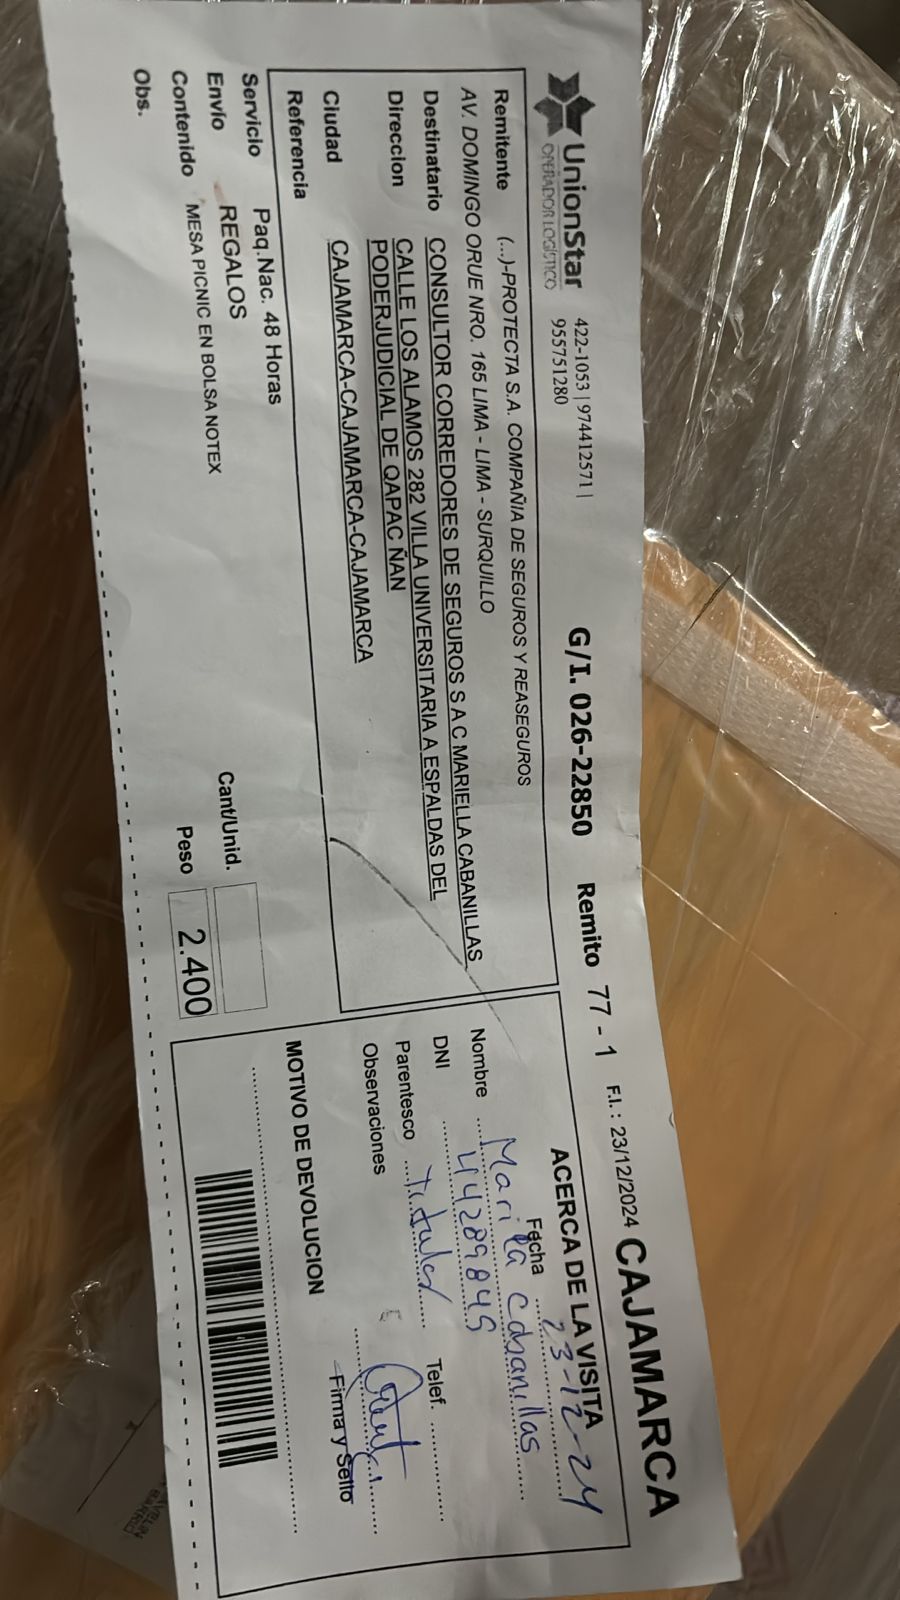 UnionStar
OPERADOR LOGÍSTICO
422-1053 | 974412571 |
955751280
G/I. 026-22850
Remito 77 - 1
F.I.: 23/12/2024
CAJAMARCA
Remitente (...)-PROTECTA S.A. COMPAÑIA DE SEGUROS Y REASEGUROS
AV. DOMINGO ORUE NRO. 165 LIMA - LIMA - SURQUILLO
Destinatario CONSULTOR CORREDORES DE SEGUROS S A C MARIELLA CABANILLAS
Direccion CALLE LOS ALAMOS 282 VILLA UNIVERSITARIA A ESPALDAS DEL
PODERJUDICIAL DE QAPAC ÑAN
Ciudad CAJAMARCA-CAJAMARCA-CAJAMARCA
Referencia
Servicio Paq.Nac. 48 Horas
Envío REGALOS
Contenido MESA PICNIC EN BOLSA NOTEX
Obs.
Cant/Unid.
Peso 2.400
ACERCA DE LA VISITA
Fecha 23-12-24
Nombre Cabanillas
DNI
Parentesco Titular
Telef.
Observaciones
Firma y Sello
MOTIVO DE DEVOLUCION